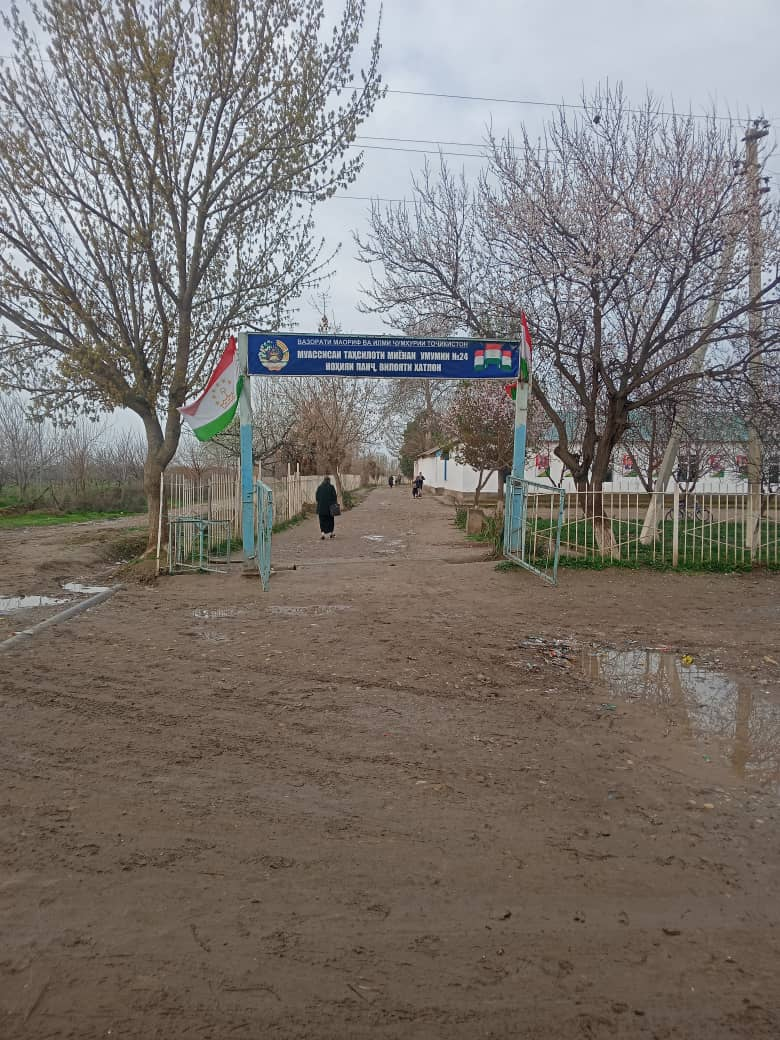 ВАЗОРАТИ МАОРИФ ВА ИЛМИ ҶУМҲУРИИ ТОҶИКИСТОН
МУАССИСАИ ТАҲСИЛОТИ МИЁНАИ УМУМИИ №24
НОҲИЯИ ПАНҶ, ВИЛОЯТИ ХАТЛОН